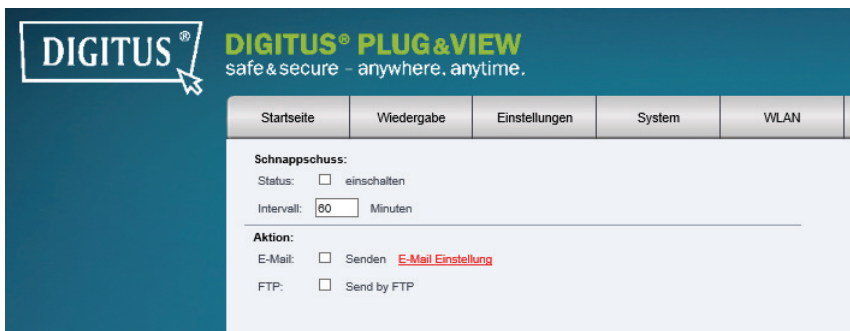 DIGITUS®
DIGITUS® PLUG&VIEW
safe & secure – anywhere, anytime.
Startseite Wiedergabe Einstellungen System WLAN
Schnappschuss:
Status: einschalten
Intervall: 60 Minuten
Aktion:
E-Mail: Senden E-Mail Einstellung
FTP: Send by FTP